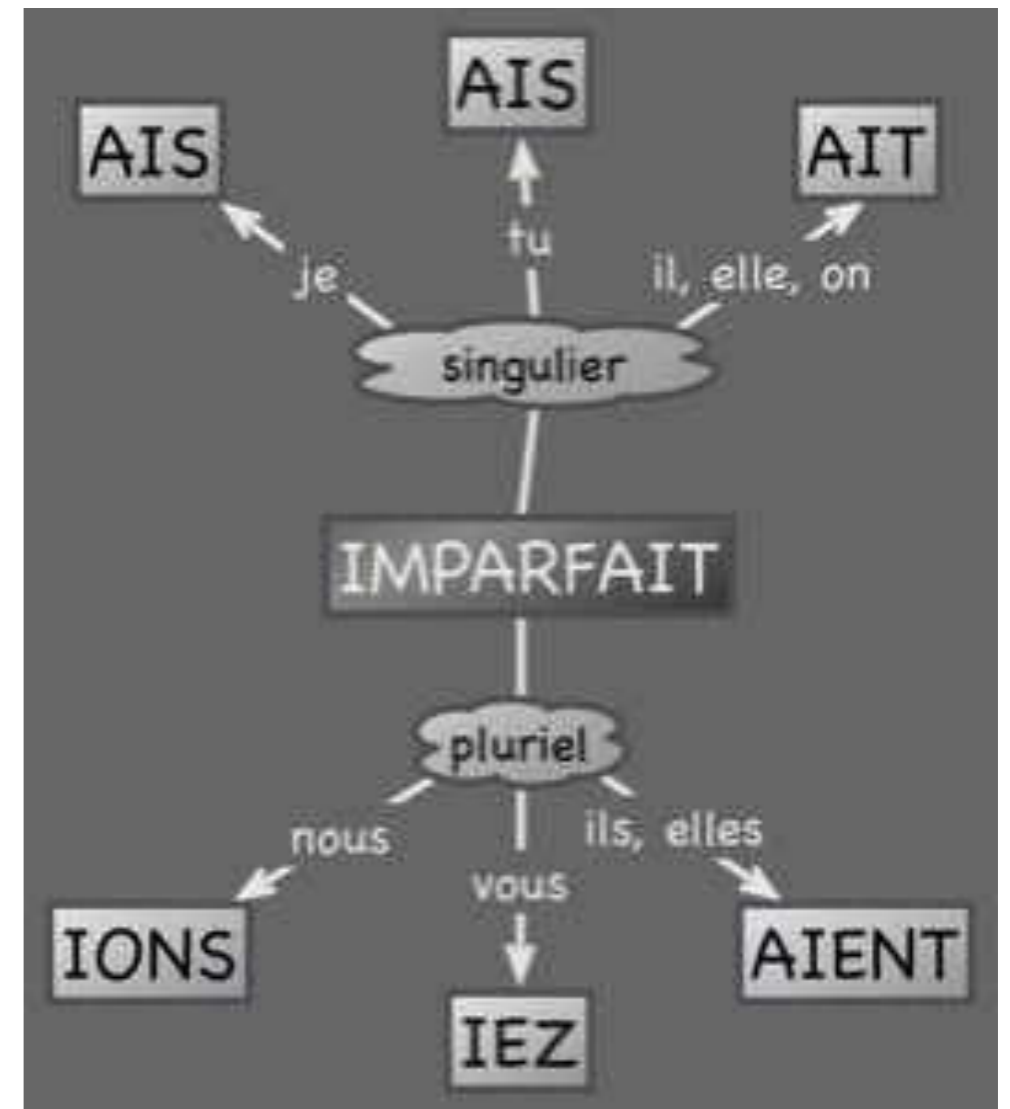 AIS
AIS
AIT
je
tu
il, elle, on
singulier
IMPARFAIT
pluriel
nous
vous
ils, elles
IONS
IEZ
AIENT